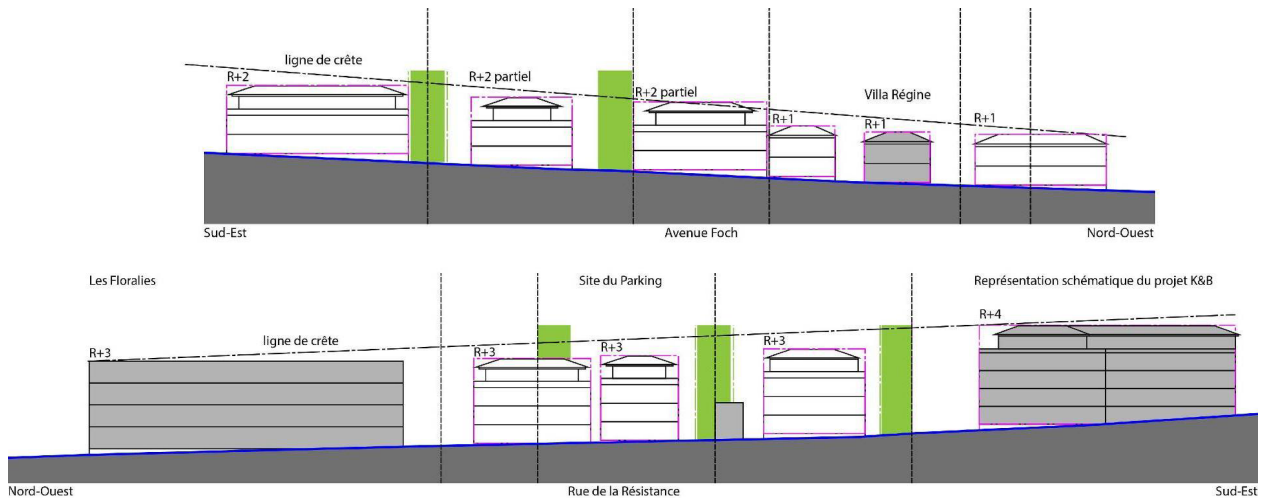 ligne de crête
R+2
R+2 partiel
R+2 partiel
Villa Régine
R+1
R+1
R+1
Sud-Est
Avenue Foch
Nord-Ouest
Les Floralies
Site du Parking
Représentation schématique du projet K&B
ligne de crête
R+4
R+3
R+3
R+3
R+3
Nord-Ouest
Rue de la Résistance
Sud-Est